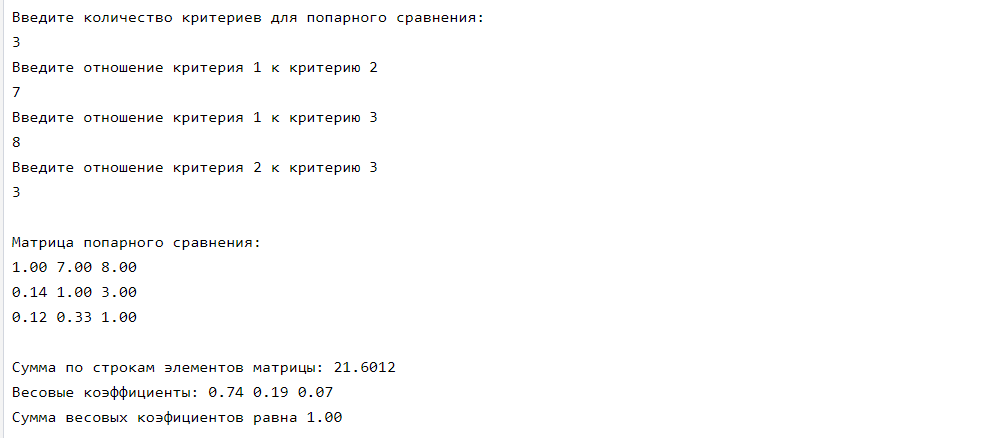 Введите количество критериев для попарного сравнения:
3
Введите отношение критерия 1 к критерию 2
7
Введите отношение критерия 1 к критерию 3
8
Введите отношение критерия 2 к критерию 3
3
Матрица попарного сравнения:
1.00 7.00 8.00
0.14 1.00 3.00
0.12 0.33 1.00
Сумма по строкам элементов матрицы: 21.6012
Весовые коэффициенты: 0.74 0.19 0.07
Сумма весовых коэфициентов равна 1.00